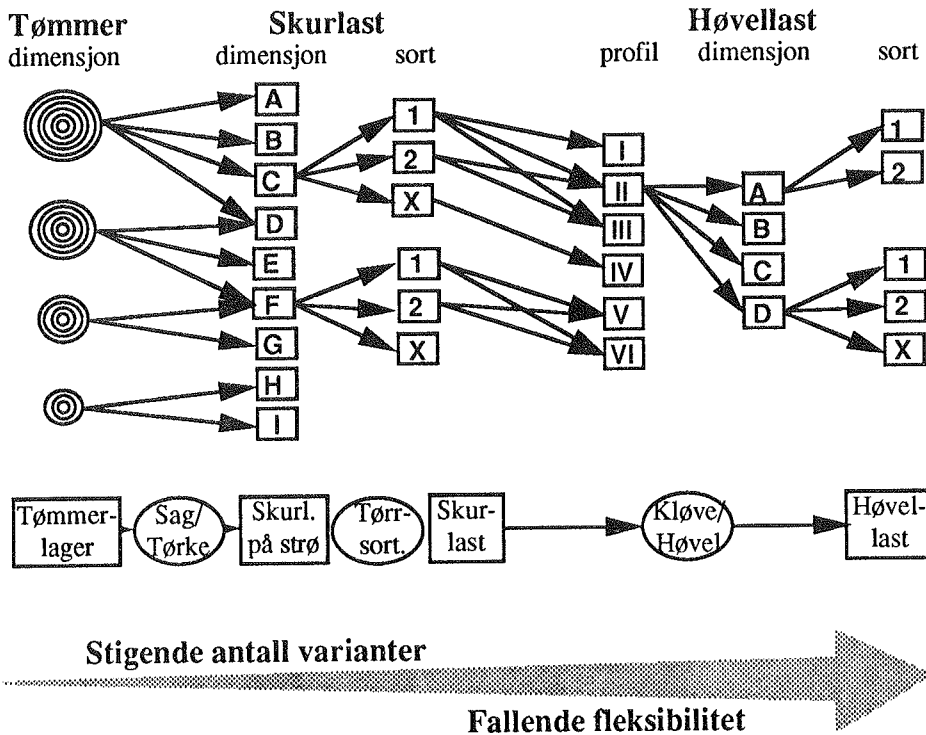 Tømmer
dimensjon
Skurlast
dimensjon sort
Høvellast
profil dimensjon sort
A
B
C
D
E
F
G
H
I
1
2
X
1
2
X
I
II
III
IV
V
VI
A
B
C
D
1
2
1
2
X
Tømmer-
lager
Sag/
Tørke
Skurl.
på strø
Tørr-
sort.
Skur-
last
Kløve/
Høvel
Høvel-
last
Stigende antall varianter
Fallende fleksibilitet